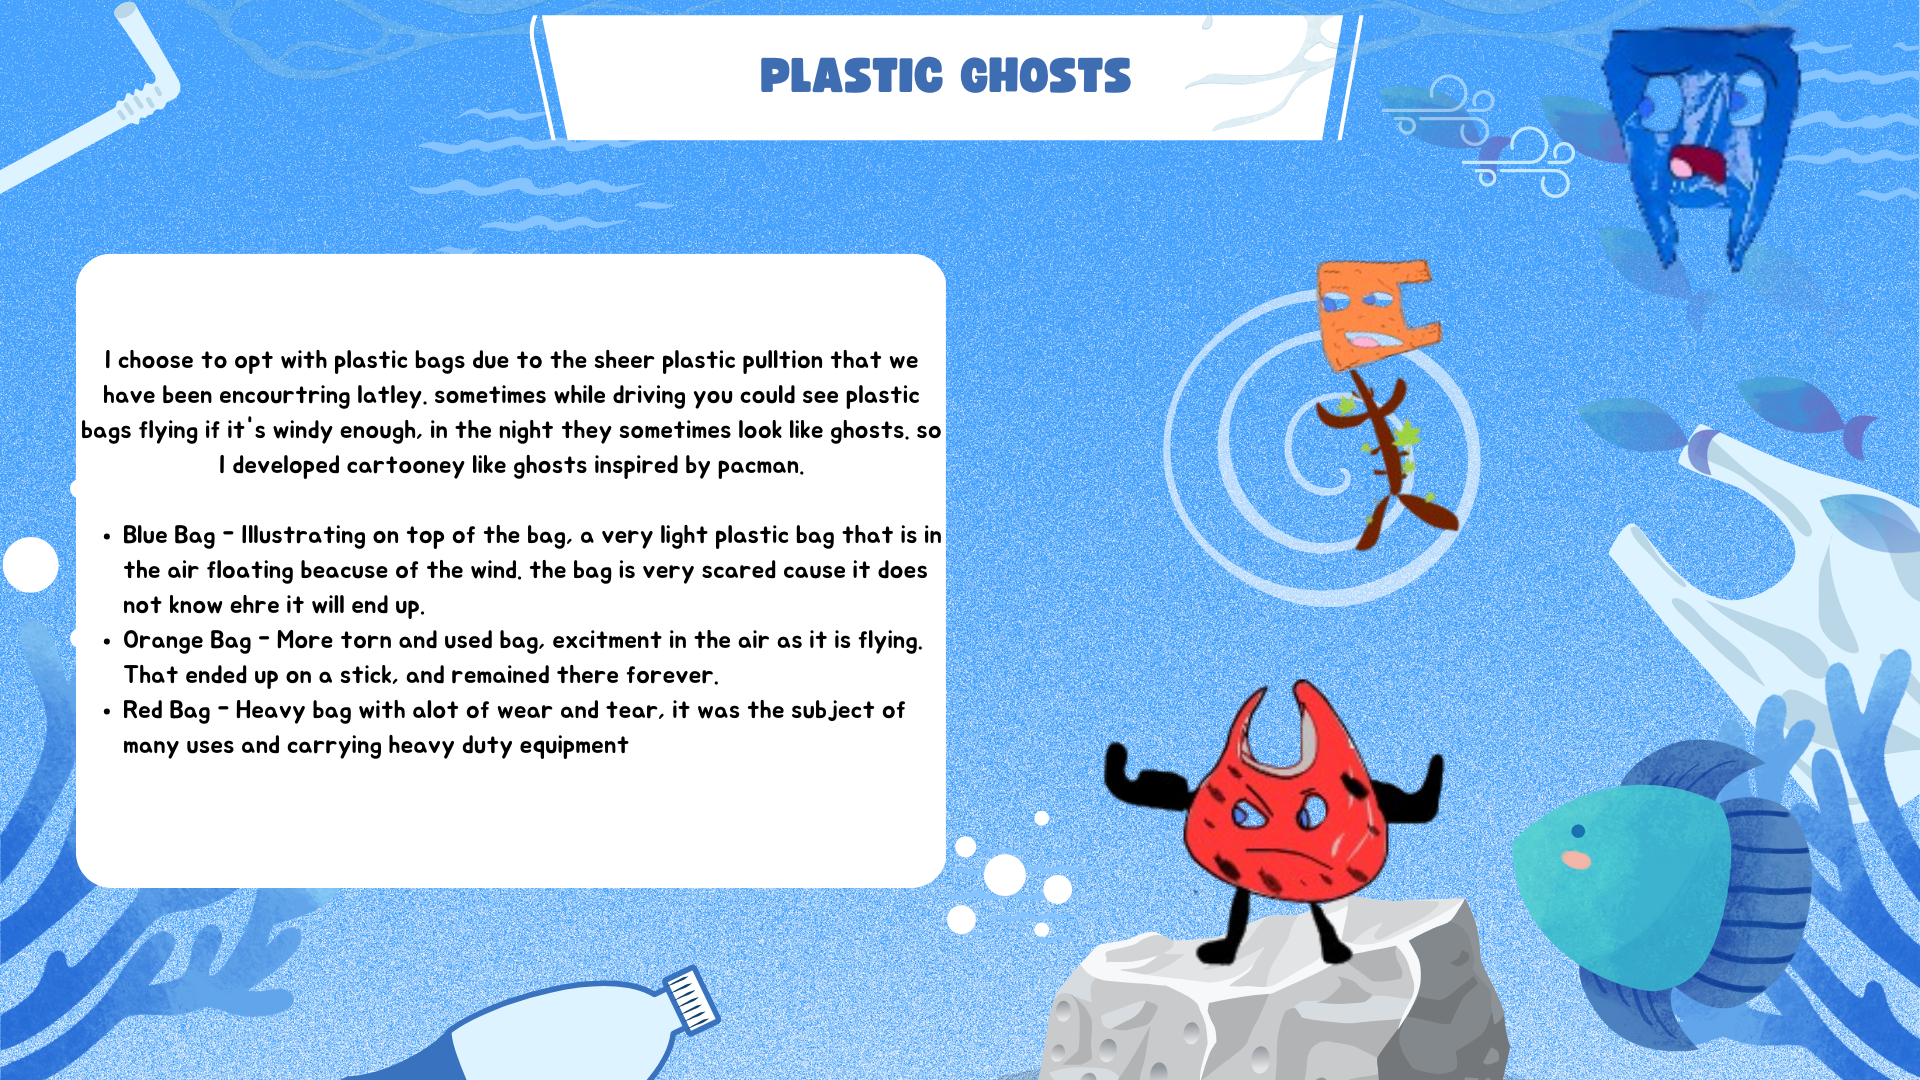 PLASTIC GHOSTS
I choose to opt with plastic bags due to the sheer plastic pulltion that we
have been encourtring latley. sometimes while driving you could see plastic
bags flying if it's windy enough, in the night they sometimes look like ghosts. so
I developed cartooney like ghosts inspired by pacman.
• Blue Bag - Illustrating on top of the bag, a very light plastic bag that is in
the air floating beacuse of the wind. the bag is very scared cause it does
not know ehre it will end up.
• Orange Bag - More torn and used bag, excitment in the air as it is flying.
That ended up on a stick, and remained there forever.
• Red Bag - Heavy bag with alot of wear and tear, it was the subject of
many uses and carrying heavy duty equipment